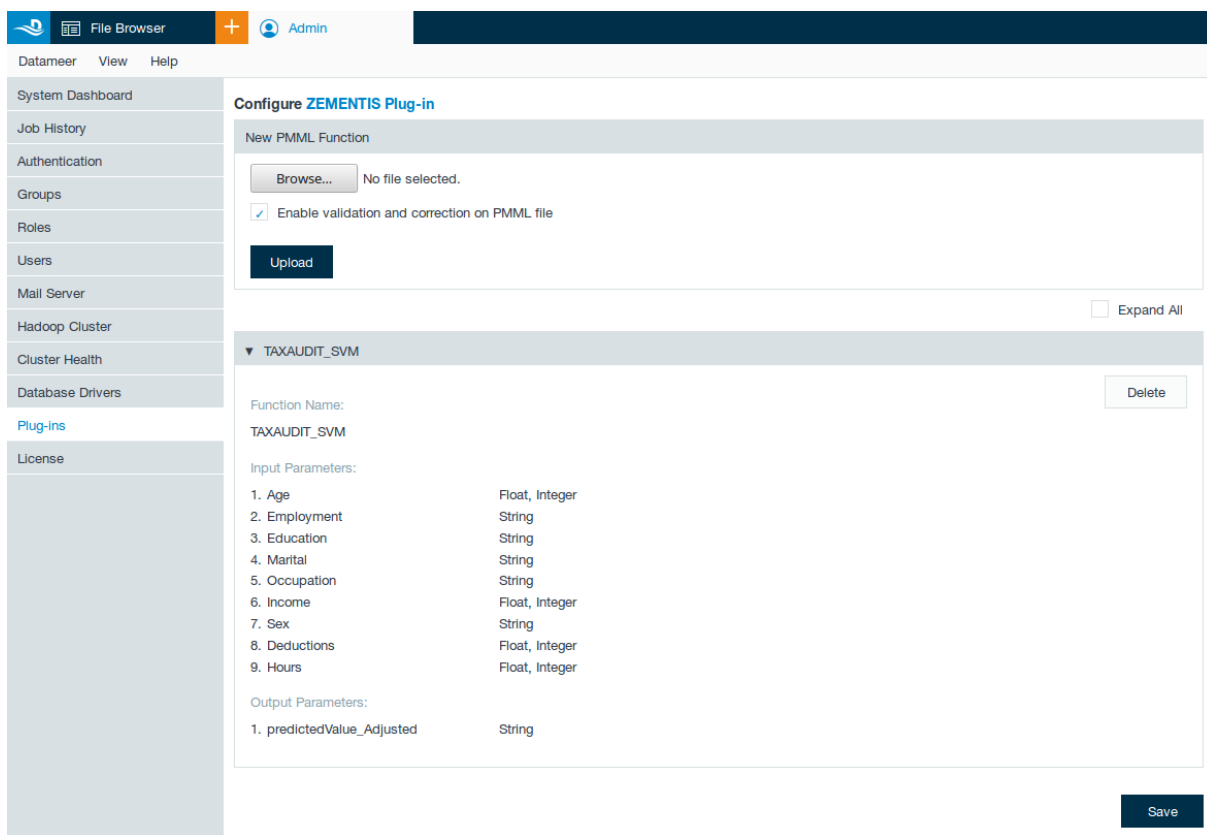 File Browser
+
Admin
Datameer View Help
System Dashboard
Job History
Authentication
Groups
Roles
Users
Mail Server
Hadoop Cluster
Cluster Health
Database Drivers
Plug-ins
License
Configure ZEMENTIS Plug-in
New PMML Function
Browse... No file selected.
✓ Enable validation and correction on PMML file
Upload
Expand All
▼ TAXAUDIT_SVM
Delete
Function Name:
TAXAUDIT_SVM
Input Parameters:
1. Age Float, Integer
2. Employment String
3. Education String
4. Marital String
5. Occupation String
6. Income Float, Integer
7. Sex String
8. Deductions Float, Integer
9. Hours Float, Integer
Output Parameters:
1. predictedValue_Adjusted String
Save